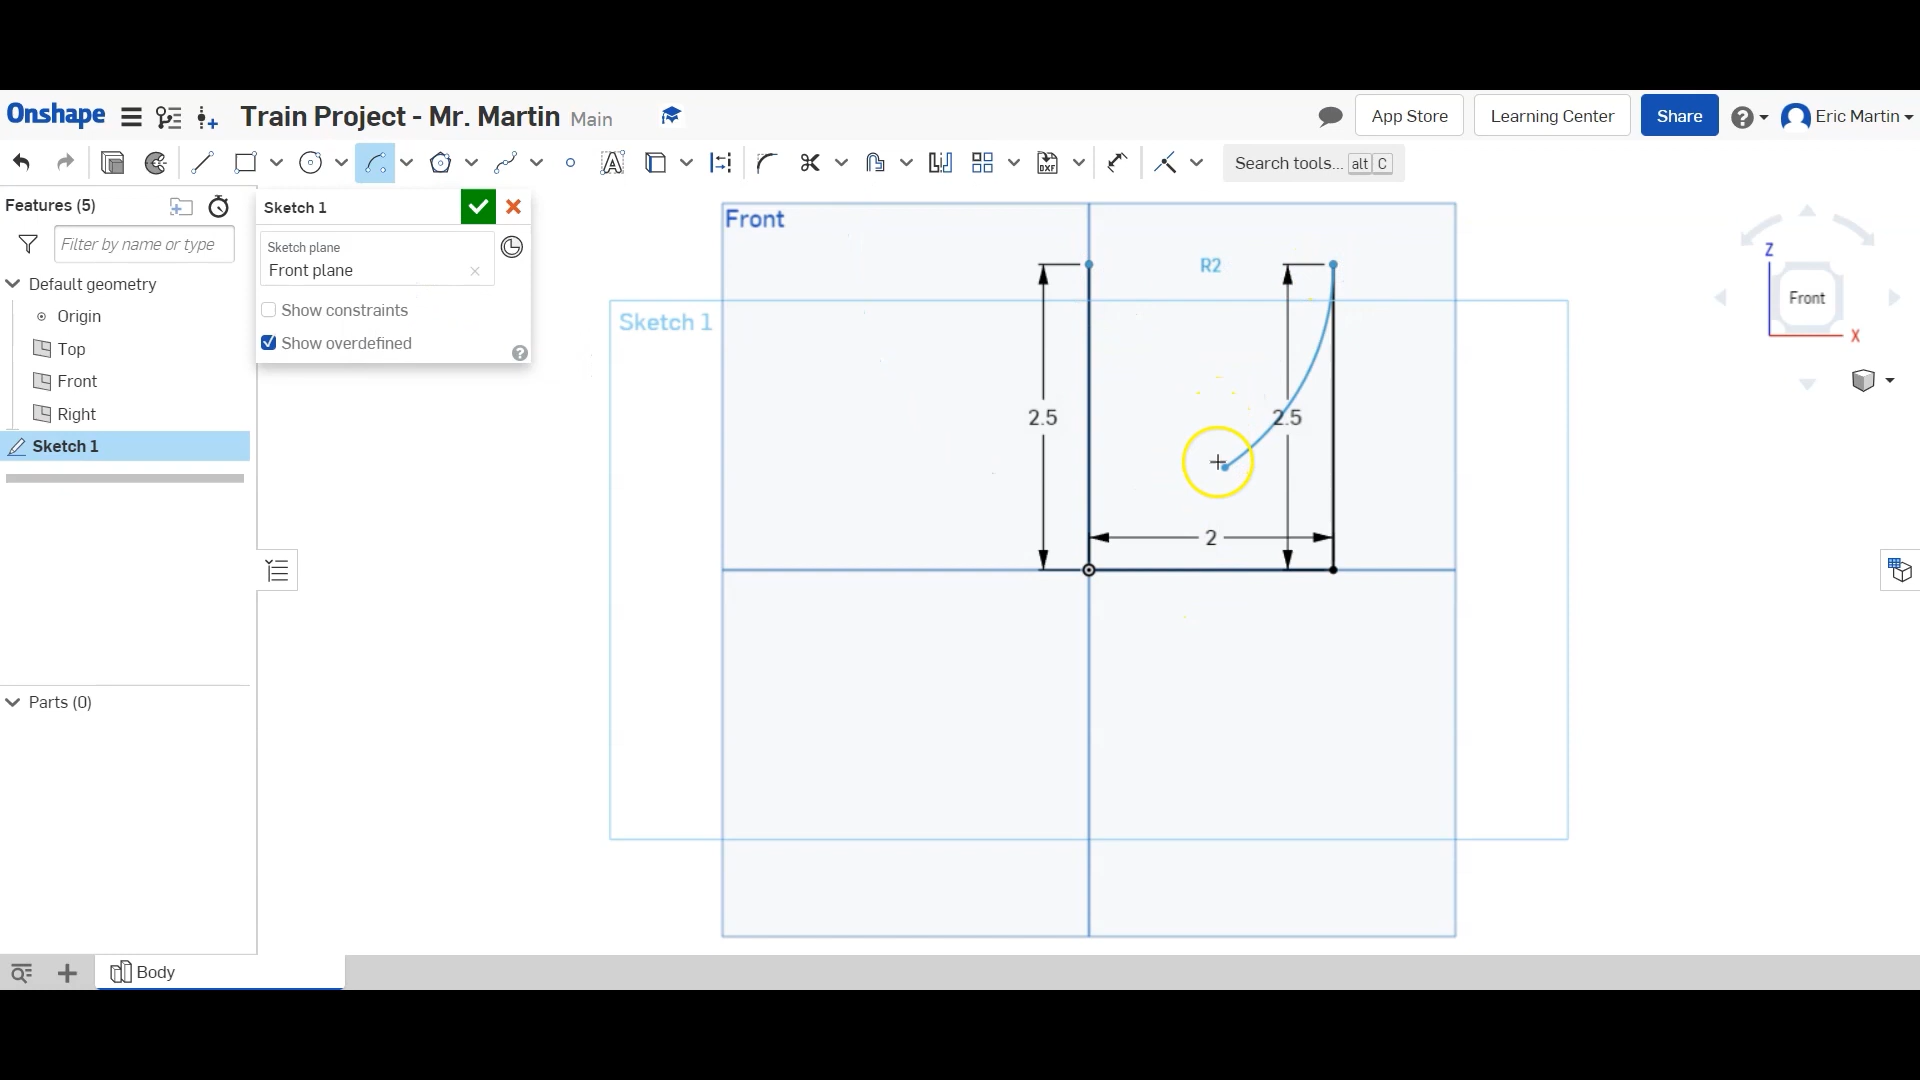 Onshape
Train Project - Mr. Martin Main
App Store
Learning Center
Share
Eric Martin
Search tools... alt C
Features (5)
Filter by name or type
Default geometry
Origin
Top
Front
Right
Sketch 1
Parts (0)
Sketch 1
Sketch plane
Front plane
Show constraints
Show overdefined
Front
Sketch 1
R2
2.5
2.5
2
Z
Front
X
Body